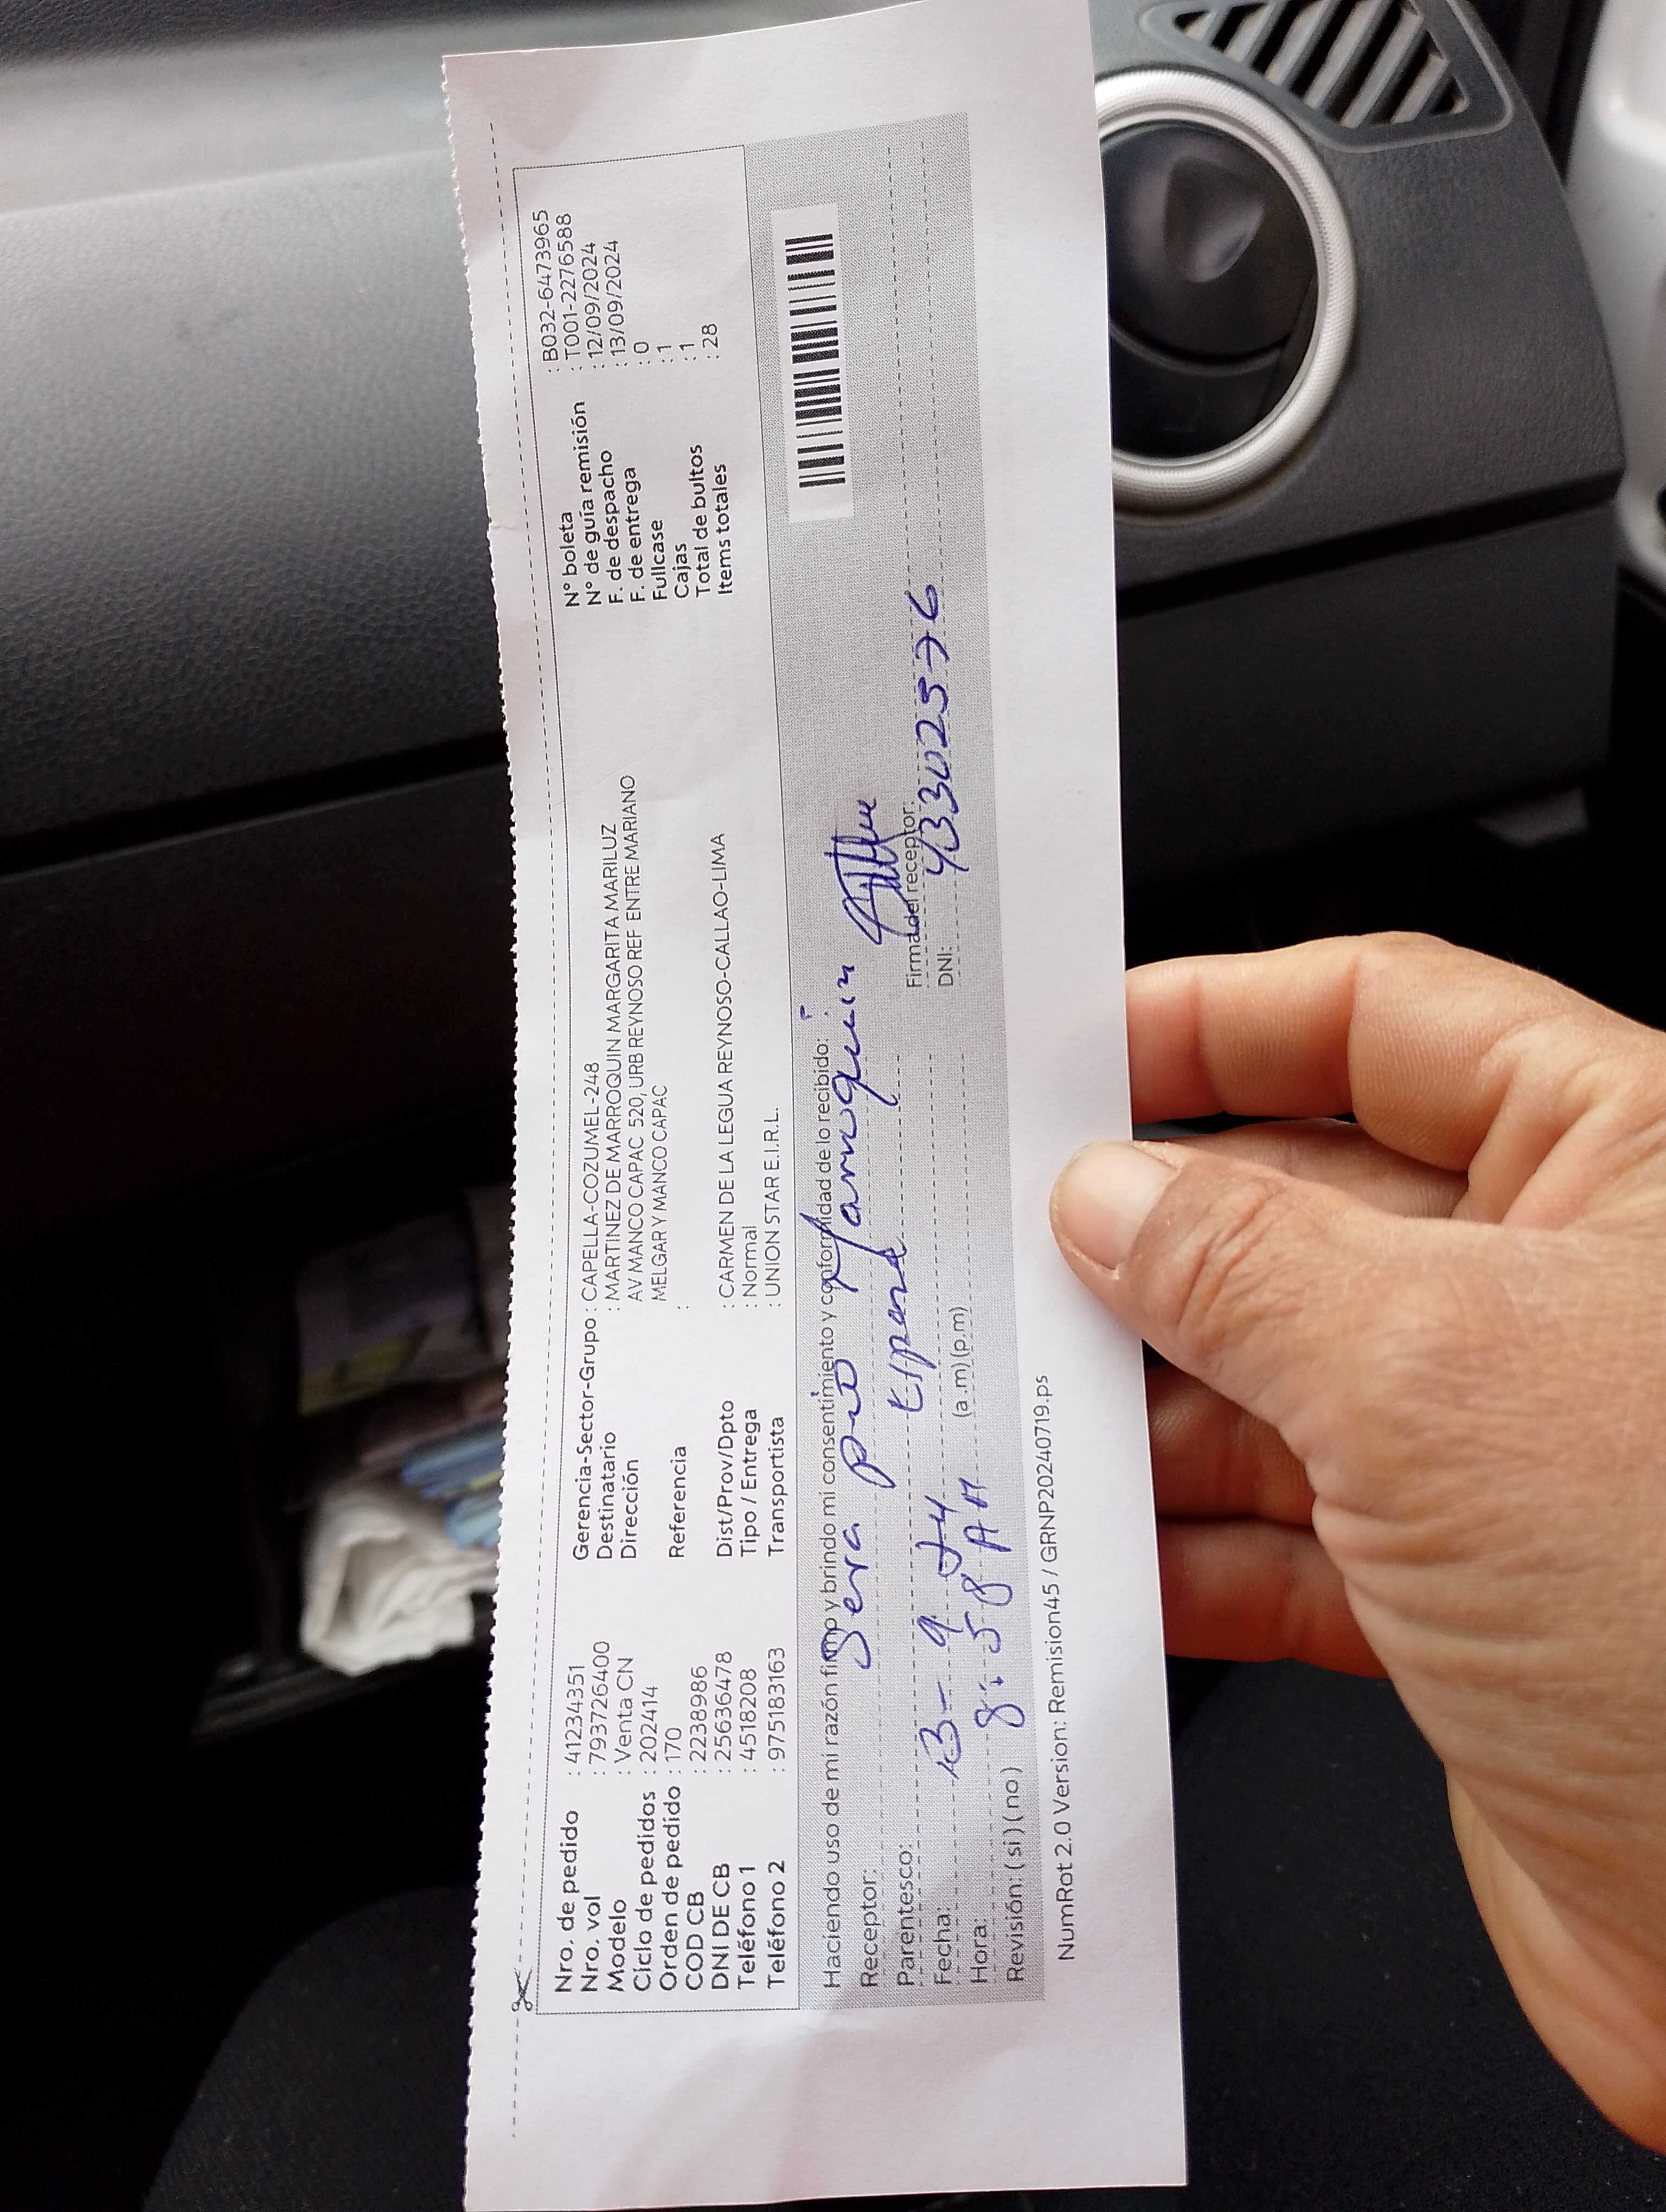 Nro. de pedido : 41234351
Nro. vol : 793726400
Modelo : Venta CN
Ciclo de pedidos : 202414
Orden de pedido : 170
COD CB : 2238986
DNI DE CB : 25636478
Teléfono 1 : 4518208
Teléfono 2 : 975183163
Gerencia-Sector-Grupo : CAPELLA-COZUMEL-248
Destinatario : MARTINEZ DE MARROQUIN MARGARITA MARILUZ
Dirección AV MANCO CAPAC 520, URB REYNOSO REF ENTRE MARIANO
MELGAR Y MANCO CAPAC
Referencia :
Dist/Prov/Dpto : CARMEN DE LA LEGUA REYNOSO-CALLAO-LIMA
Tipo / Entrega : Normal
Transportista : UNION STAR E.I.R.L.
N° boleta : B032-6473965
N° de guía remisión : T001-2276588
F. de despacho : 12/09/2024
F. de entrega : 13/09/2024
Fullcase : 0
Cajas : 1
Total de bultos : 1
Items totales : 28
Haciendo uso de mi razón firmo y brindo mi consentimiento y conformidad de lo recibido:
Receptor: Marroquin
Parentesco:
Fecha: 13-9
Hora: 8:58 AM (a.m) (p.m)
Revisión: (si) (no)
Firma del receptor:
DNI: 43302576
NumRot 2.0 Version: Remision45 / GRNP20240719.ps